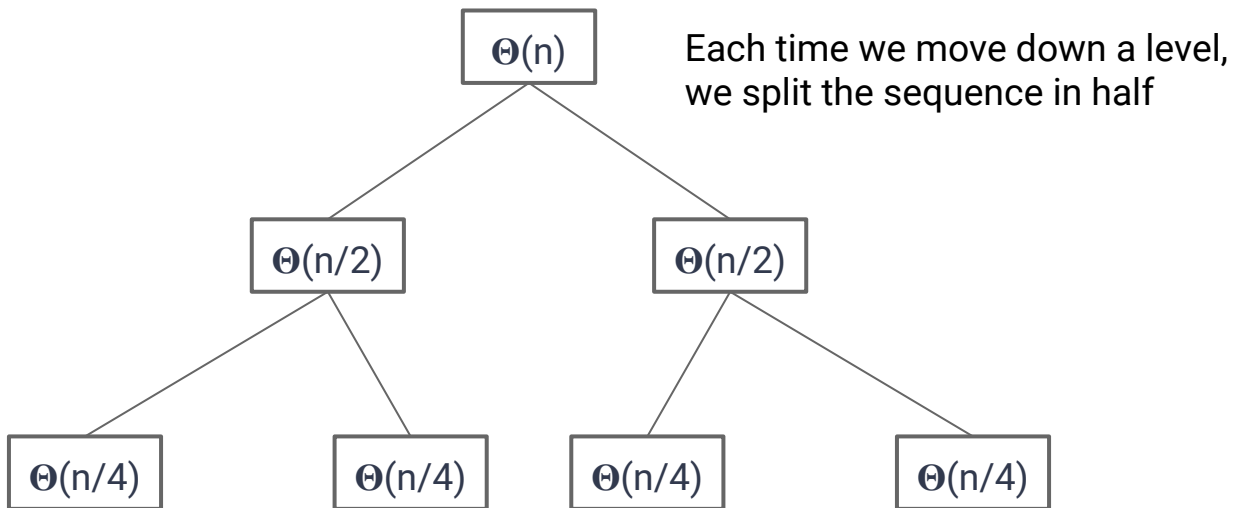 Θ(n)
Each time we move down a level,
we split the sequence in half
Θ(n/2)
Θ(n/2)
Θ(n/4)
Θ(n/4)
Θ(n/4)
Θ(n/4)